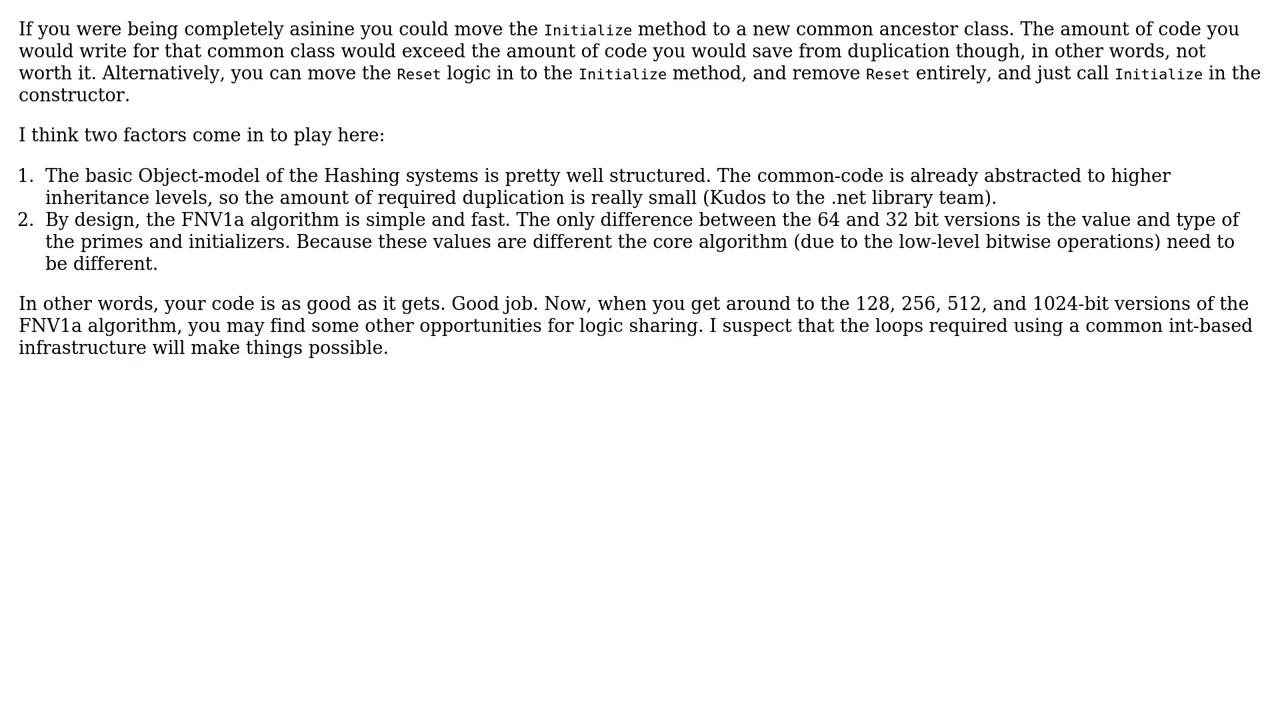 If you were being completely asinine you could move the Initialize method to a new common ancestor class. The amount of code you
would write for that common class would exceed the amount of code you would save from duplication though, in other words, not
worth it. Alternatively, you can move the Reset logic in to the Initialize method, and remove Reset entirely, and just call Initialize in the
constructor.
I think two factors come in to play here:
1. The basic Object-model of the Hashing systems is pretty well structured. The common-code is already abstracted to higher
inheritance levels, so the amount of required duplication is really small (Kudos to the .net library team).
2. By design, the FNV1a algorithm is simple and fast. The only difference between the 64 and 32 bit versions is the value and type of
the primes and initializers. Because these values are different the core algorithm (due to the low-level bitwise operations) need to
be different.
In other words, your code is as good as it gets. Good job. Now, when you get around to the 128, 256, 512, and 1024-bit versions of the
FNV1a algorithm, you may find some other opportunities for logic sharing. I suspect that the loops required using a common int-based
infrastructure will make things possible.